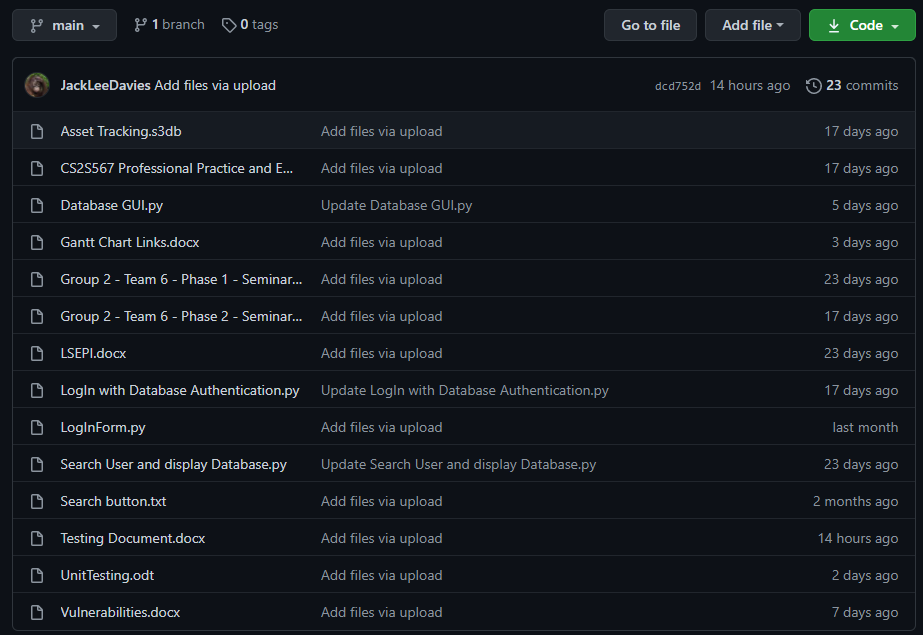 main 1 branch 0 tags Go to file Add file Code
JackLeeDavies Add files via upload dcd752d 14 hours ago 23 commits
Asset Tracking.s3db Add files via upload 17 days ago
CS2S567 Professional Practice and E... Add files via upload 17 days ago
Database GUI.py Update Database GUI.py 5 days ago
Gantt Chart Links.docx Add files via upload 3 days ago
Group 2 - Team 6 - Phase 1 - Seminar... Add files via upload 23 days ago
Group 2 - Team 6 - Phase 2 - Seminar... Add files via upload 17 days ago
LSEPI.docx Add files via upload 23 days ago
LogIn with Database Authentication.py Update LogIn with Database Authentication.py 17 days ago
LogInForm.py Add files via upload last month
Search User and display Database.py Update Search User and display Database.py 23 days ago
Search button.txt Add files via upload 2 months ago
Testing Document.docx Add files via upload 14 hours ago
UnitTesting.odt Add files via upload 2 days ago
Vulnerabilities.docx Add files via upload 7 days ago